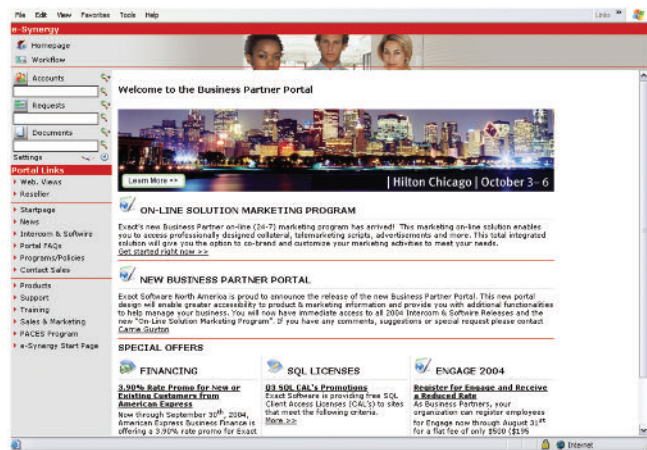 File Edit View Favorites Tools Help
Links »
e-Synergy
Homepage
Workflow
Accounts
Requests
Documents
Settings
Portal Links
Web. Views
Reseller
Startpage
News
Intercom & Softwire
Portal FAQs
Programs/Policies
Contact Sales
Products
Support
Training
Sales & Marketing
PACES Program
e-Synergy Start Page
Welcome to the Business Partner Portal
Learn More >>
| Hilton Chicago | October 3- 6
ON-LINE SOLUTION MARKETING PROGRAM
Exact's new Business Partner on-line (24-7) marketing program has arrived! This marketing on-line solution enables
you to access professionally designed collateral, telemarketing scripts, advertisements and more. This total integrated
solution will give you the option to co-brand and customize your marketing activities to meet your needs.
Get started right now >>
NEW BUSINESS PARTNER PORTAL
Exact Software North America is proud to announce the release of the new Business Partner Portal. This new portal
design will enable greater accessibility to product & marketing information and provide you with additional functionalities
to help manage your business. You will now have immediate access to all 2004 Intercom & Software Releases and the
new "On-Line Solution Marketing Program". If you have any comments, suggestions or special request please contact
Carrie Guyton
SPECIAL OFFERS
FINANCING
3.90% Rate Promo for New or
Existing Customers from
American Express
Now through September 30th, 2004,
American Express Business Finance is
offering a 3.90% rate promo for Exact
SQL LICENSES
Q3 SQL CAL's Promotions
Exact Software is providing free SQL
Client Access Licenses (CAL's) to sites
that meet the following criteria.
More >>
ENGAGE 2004
Register for Engage and Receive
a Reduced Rate
As Business Partners, your
organization can register employees
for Engage now through August 31st
for a flat fee of only $500 ($195
Internet